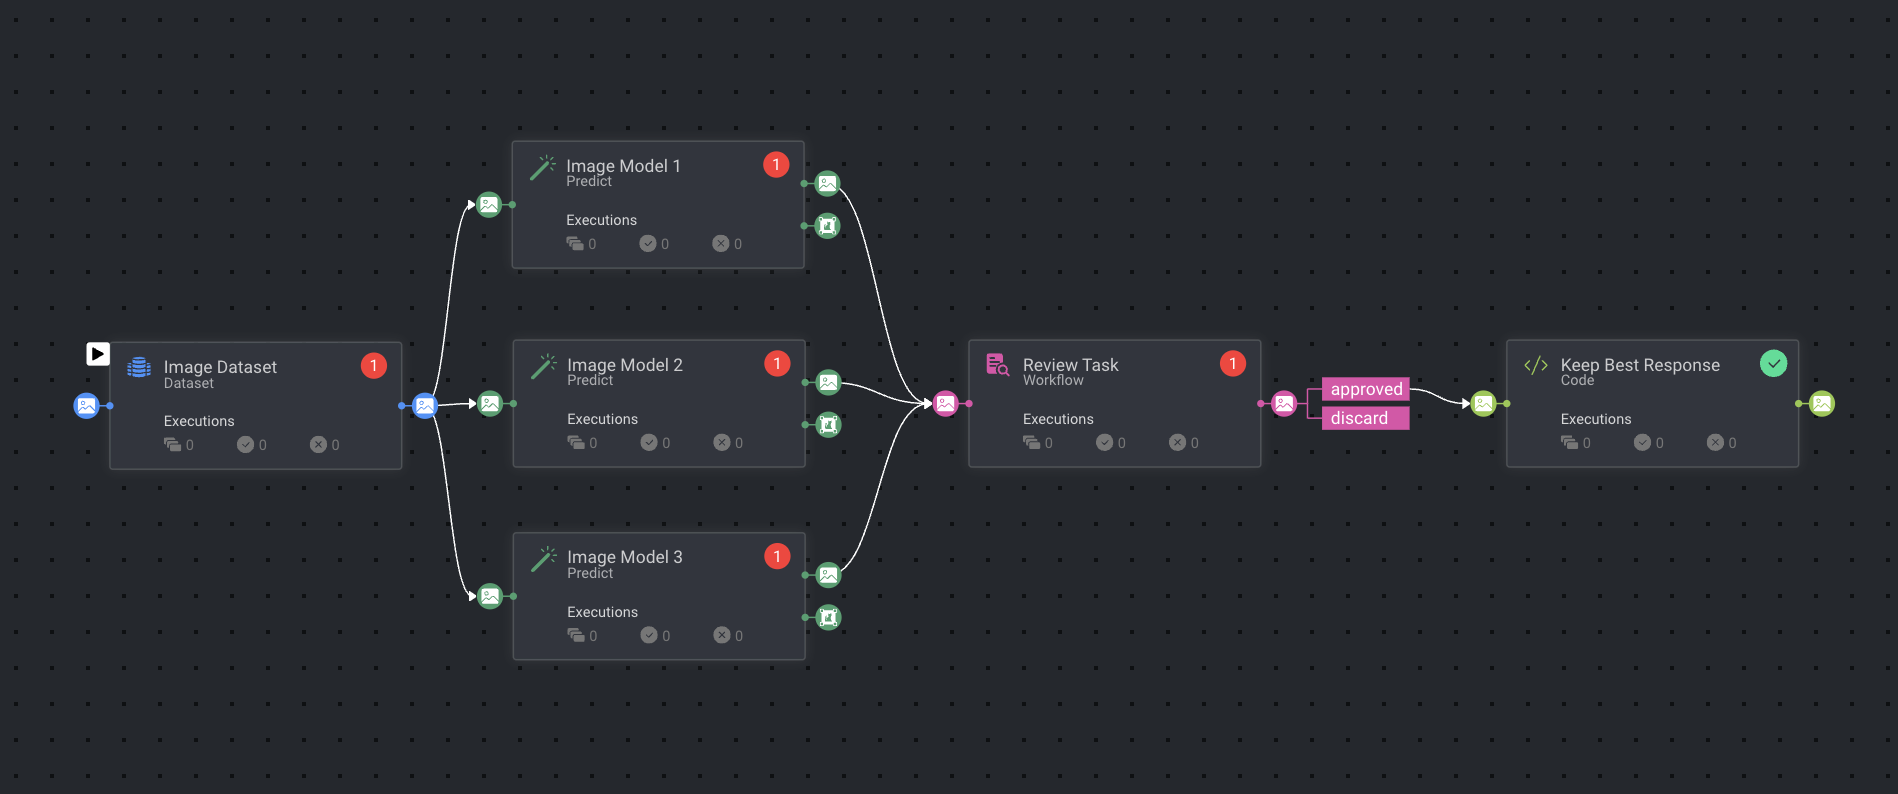 Image Model 1
1
Predict
Executions
0 0 0
Image Dataset
1
Dataset
Executions
0 0 0
Image Model 2
1
Predict
Executions
0 0 0
Image Model 3
1
Predict
Executions
0 0 0
Review Task
1
Workflow
Executions
0 0 0
approved
discard
Keep Best Response
Code
Executions
0 0 0